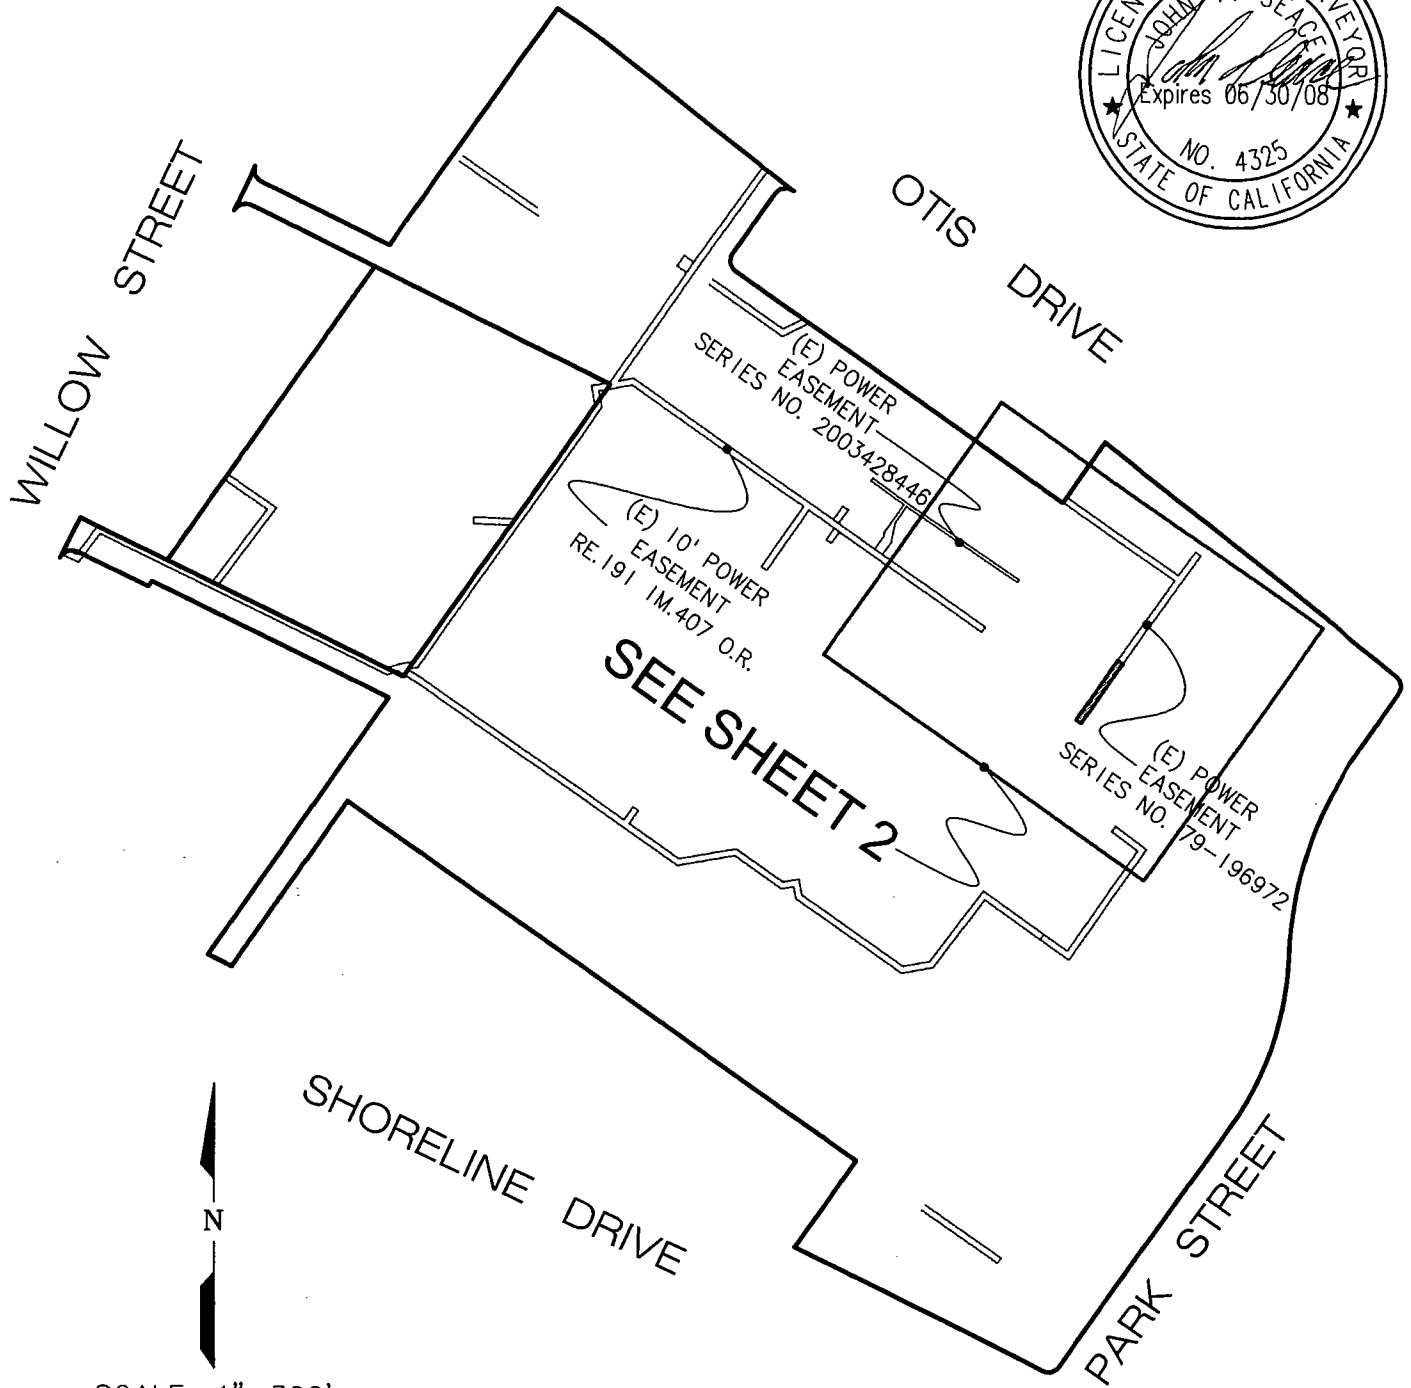 Expires 06/30/08
NO. 4325
STATE OF CALIFORNIA
OTIS DRIVE
WILLOW STREET
(E) POWER
EASEMENT
SERIES NO. 2003428446
(E) 10' POWER
EASEMENT
RE.191 IM.407 O.R.
SEE SHEET 2
(E) POWER
EASEMENT
SERIES NO. 79-196972
SHORELINE DRIVE
PARK STREET
N